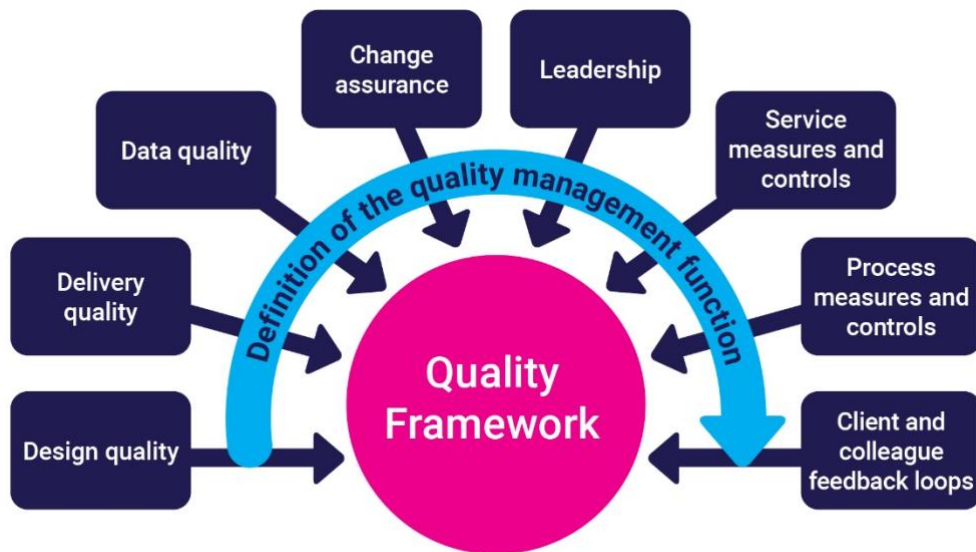 Change
assurance
Leadership
Data quality
Service
measures and
controls
Definition of the quality management function
Delivery
quality
Process
measures and
controls
Quality
Framework
Design quality
Client and
colleague
feedback loops